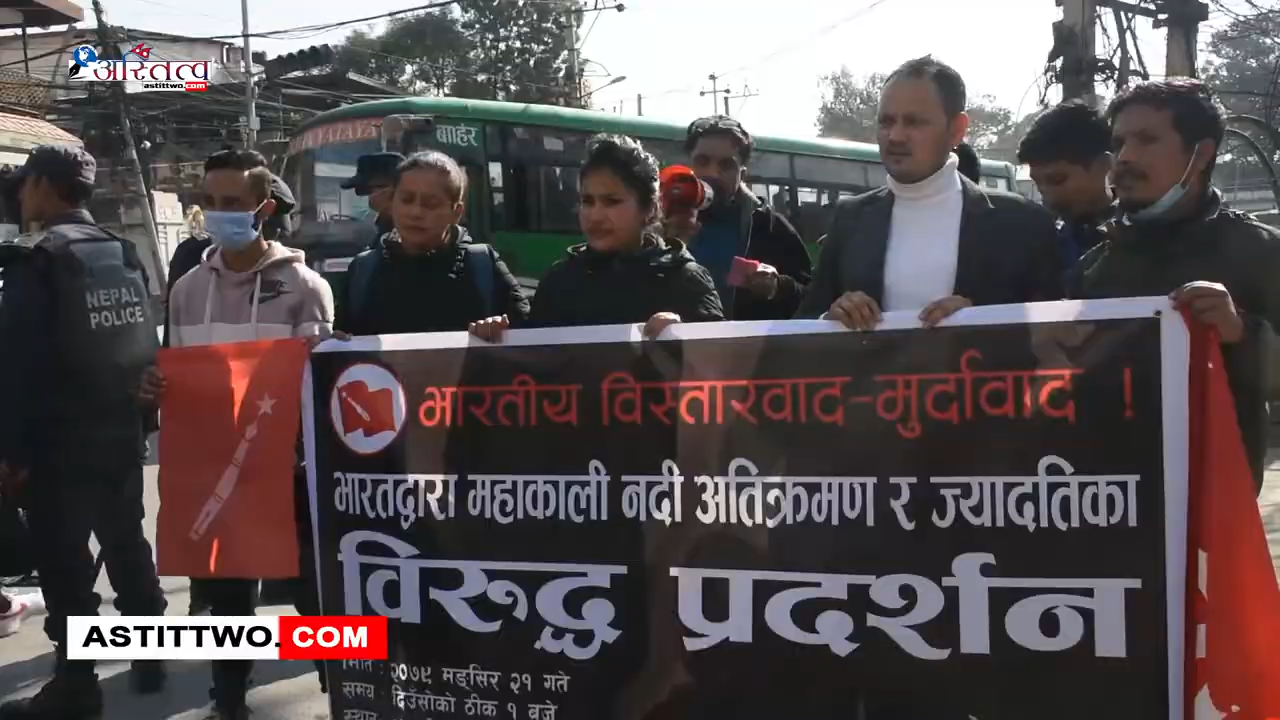 अस्तित्व
astittwo.com
VIJAYA
बाहिर
NEPAL
POLICE
भारतीय विस्तारवाद-मुर्दावाद !
भारतद्वारा महाकाली नदी अतिक्रमण र ज्यादतिका
विरुद्ध प्रदर्शन
मिति : २०७९ मङ्सिर २१ गते
समय : दिउँसोको ठीक १ बजे
स्थान
ASTITTWO.COM